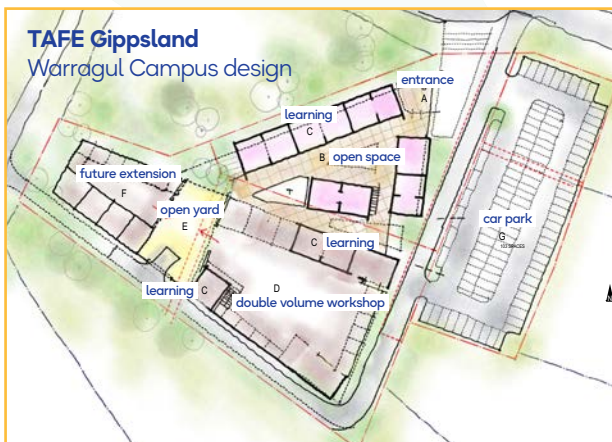 TAFE Gippsland
Warragul Campus design
entrance
A
learning
C
B
open space
future extension
F
open yard
E
car park
G
C learning
learning C
D
double volume workshop